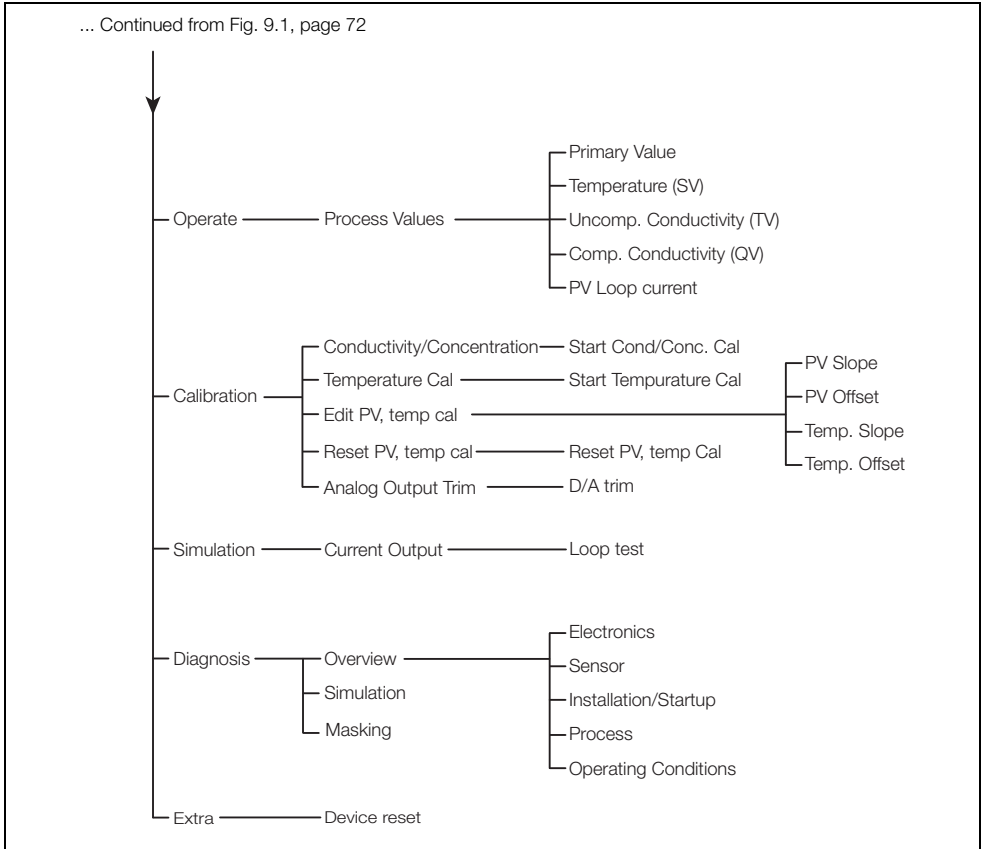 ... Continued from Fig. 9.1, page 72
Operate
Process Values
Primary Value
Temperature (SV)
Uncomp. Conductivity (TV)
Comp. Conductivity (QV)
PV Loop current
Calibration
Conductivity/Concentration
Start Cond/Conc. Cal
Temperature Cal
Start Tempurature Cal
Edit PV, temp cal
PV Slope
PV Offset
Temp. Slope
Temp. Offset
Reset PV, temp cal
Reset PV, temp Cal
Analog Output Trim
D/A trim
Simulation
Current Output
Loop test
Diagnosis
Overview
Electronics
Sensor
Installation/Startup
Process
Operating Conditions
Simulation
Masking
Extra
Device reset